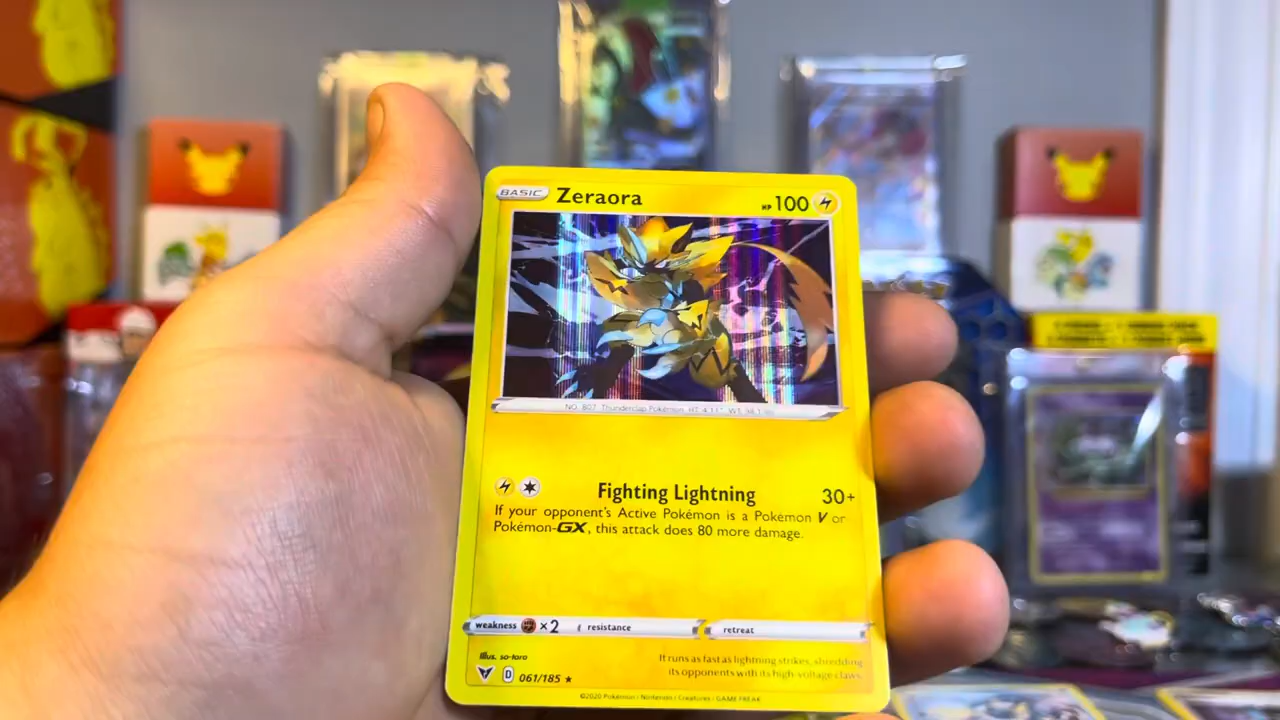 BASIC Zeraora HP 100
NO. 807 Thunderclap Pokémon HT: 4'11" WT: 98.1 lbs
Fighting Lightning 30+
If your opponent's Active Pokémon is a Pokémon V or
Pokémon-GX, this attack does 80 more damage.
weakness ×2 resistance retreat
Illus. so-taro
It runs as fast as lightning strikes, shredding
its opponents with its high-voltage claws.
D 061/185 ★
©2020 Pokémon / Nintendo / Creatures / GAME FREAK